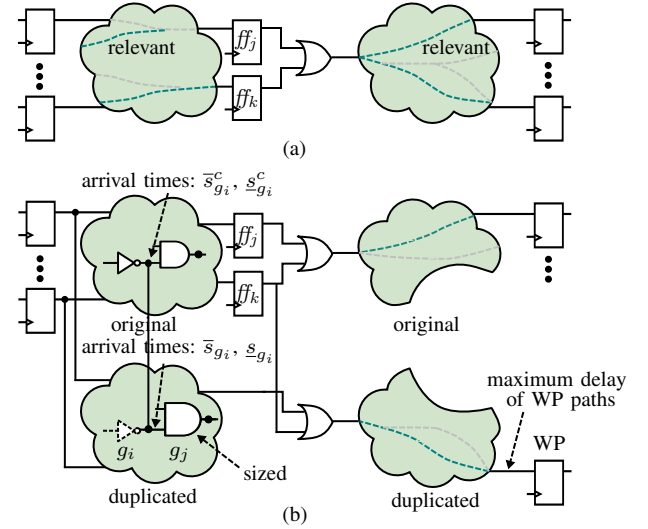 relevant
ff_j
relevant
ff_k
(a)
arrival times: s̅^c_{g_i}, s̲^c_{g_i}
ff_j
ff_k
original
original
arrival times: s̅_{g_i}, s̲_{g_i}
maximum delay
of WP paths
WP
g_i
g_j
sized
duplicated
duplicated
(b)